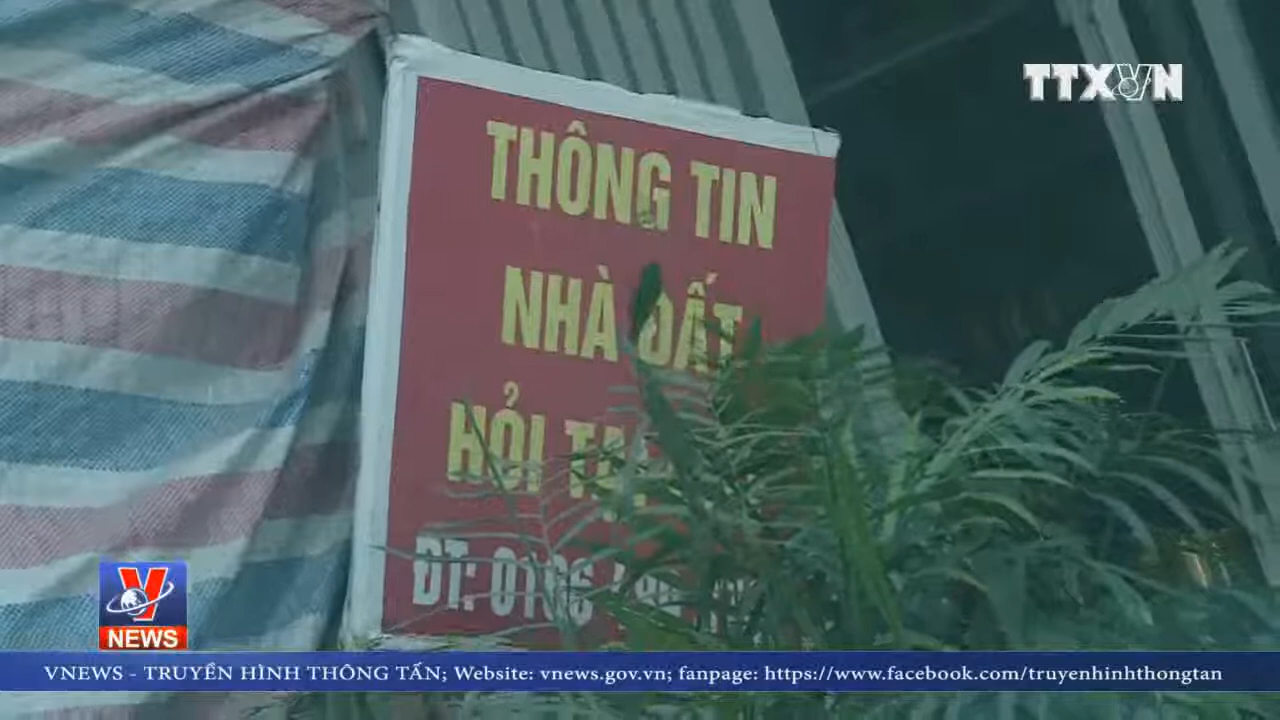 TTXVN
THÔNG TIN
NHÀ ĐẤT
HỎI TẠI
ĐT:
V
NEWS
VNEWS - TRUYỀN HÌNH THÔNG TẤN; Website: vnews.gov.vn; fanpage: https://www.facebook.com/truyenhinhthongtan